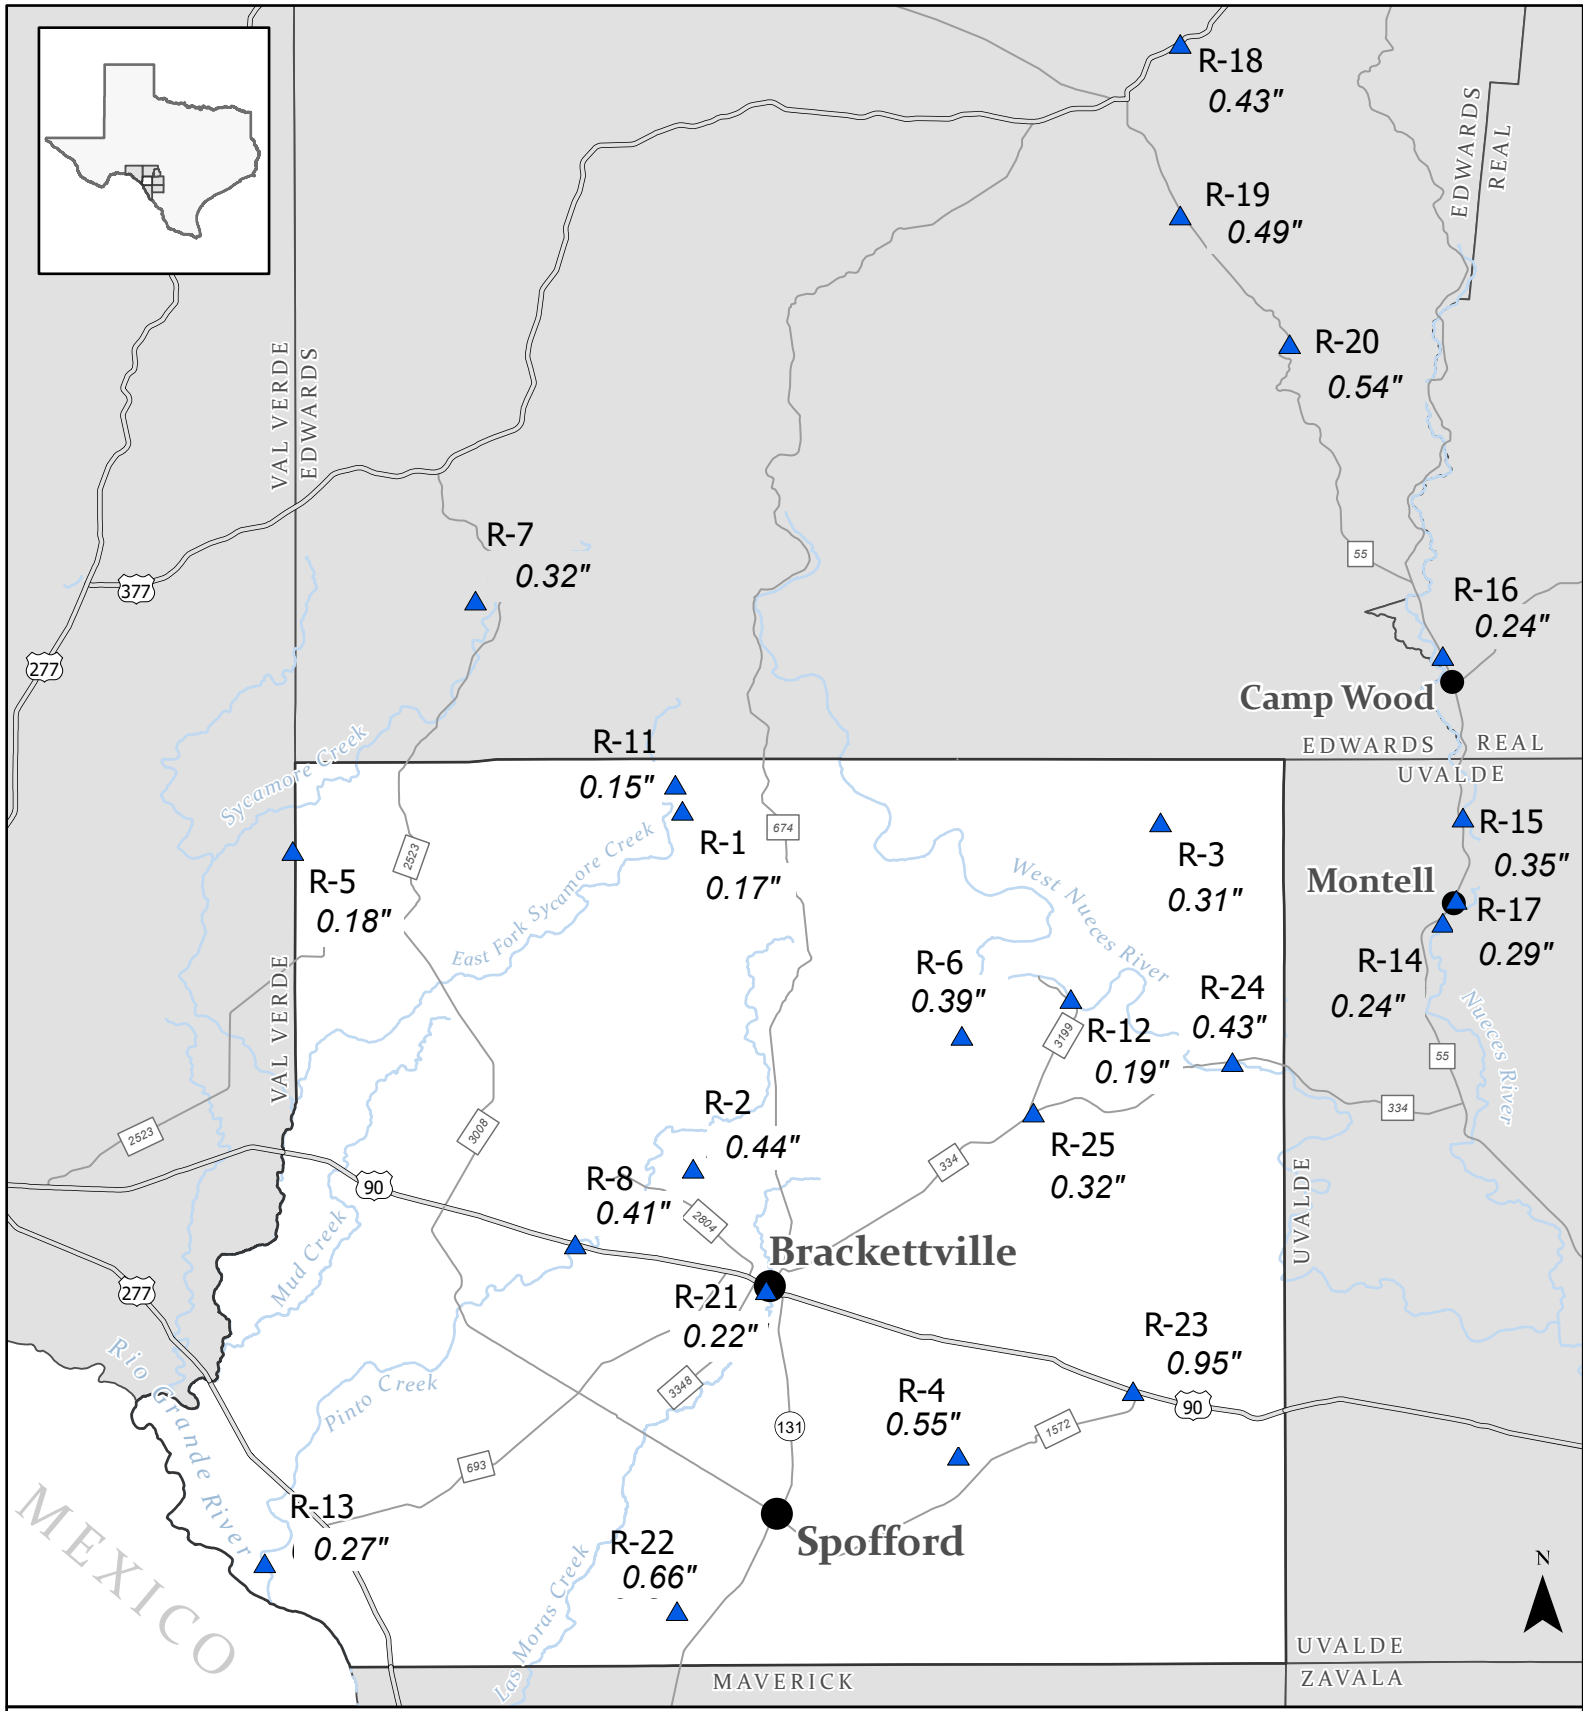 R-18
0.43"
EDWARDS
REAL
R-19
0.49"
R-20
0.54"
VAL VERDE
EDWARDS
R-7
0.32"
55
377
R-16
0.24"
277
Camp Wood
EDWARDS
REAL
UVALDE
Sycamore Creek
R-11
0.15"
R-1
0.17"
674
R-3
0.31"
R-15
0.35"
2523
R-5
0.18"
East Fork Sycamore Creek
West Nueces River
Montell
R-17
0.29"
R-14
0.24"
VAL VERDE
R-6
0.39"
R-24
0.43"
3199
R-12
0.19"
Nueces River
55
2523
3008
R-2
0.44"
334
334
R-25
0.32"
R-8
0.41"
90
2804
UVALDE
Mud Creek
Brackettville
277
R-21
0.22"
R-23
0.95"
Rio Grande River
Pinto Creek
3348
R-4
0.55"
90
131
1572
693
MEXICO
R-13
0.27"
Spofford
R-22
0.66"
Las Moras Creek
N
UVALDE
ZAVALA
MAVERICK